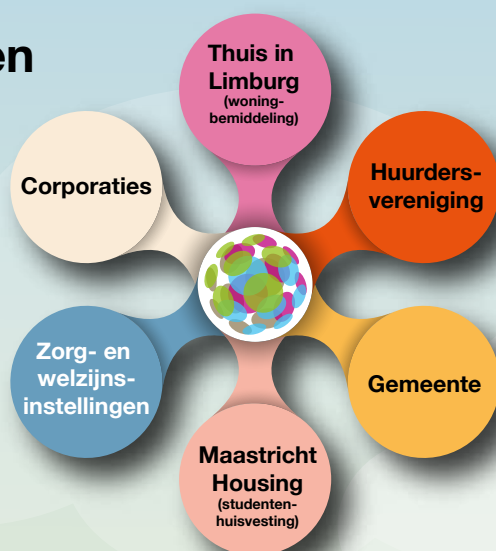 en
Thuis in
Limburg
(woning-
bemiddeling)
Corporaties
Huurders-
vereniging
Zorg- en
welzijns-
instellingen
Gemeente
Maastricht
Housing
(studenten-
huisvesting)